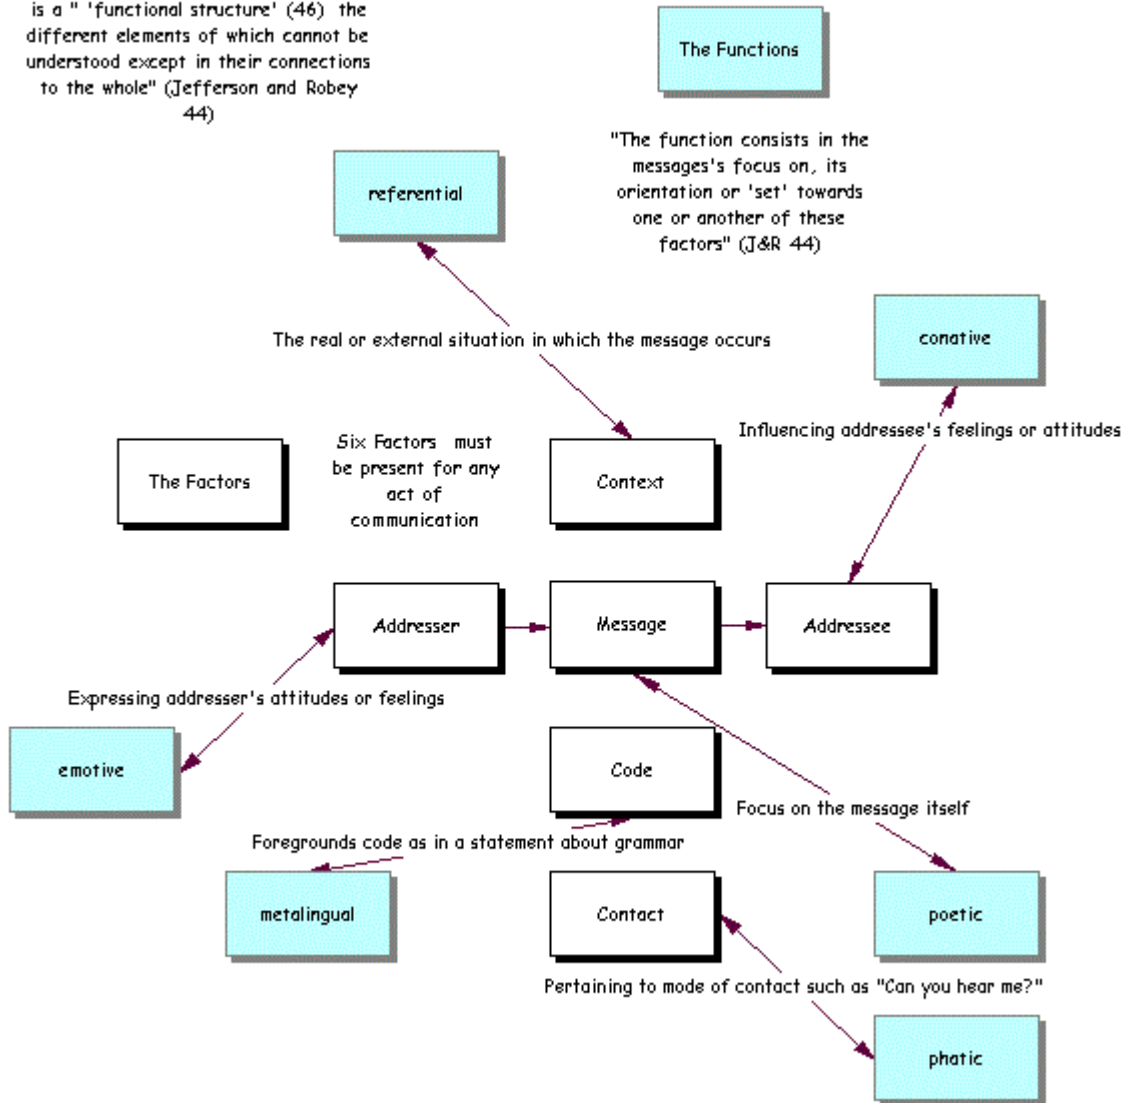 is a " 'functional structure' (46)  the
different elements of which cannot be
understood except in their connections
to the whole" (Jefferson and Robey
44)
The Functions
"The function consists in the
messages's focus on, its
orientation or 'set' towards
one or another of these
factors" (J&R 44)
referential
The real or external situation in which the message occurs
conative
Influencing addressee's feelings or attitudes
The Factors
Six Factors  must
be present for any
act of
communication
Context
Addresser
Message
Addressee
Expressing addresser's attitudes or feelings
emotive
Code
Focus on the message itself
Foregrounds code as in a statement about grammar
metalingual
Contact
poetic
Pertaining to mode of contact such as "Can you hear me?"
phatic